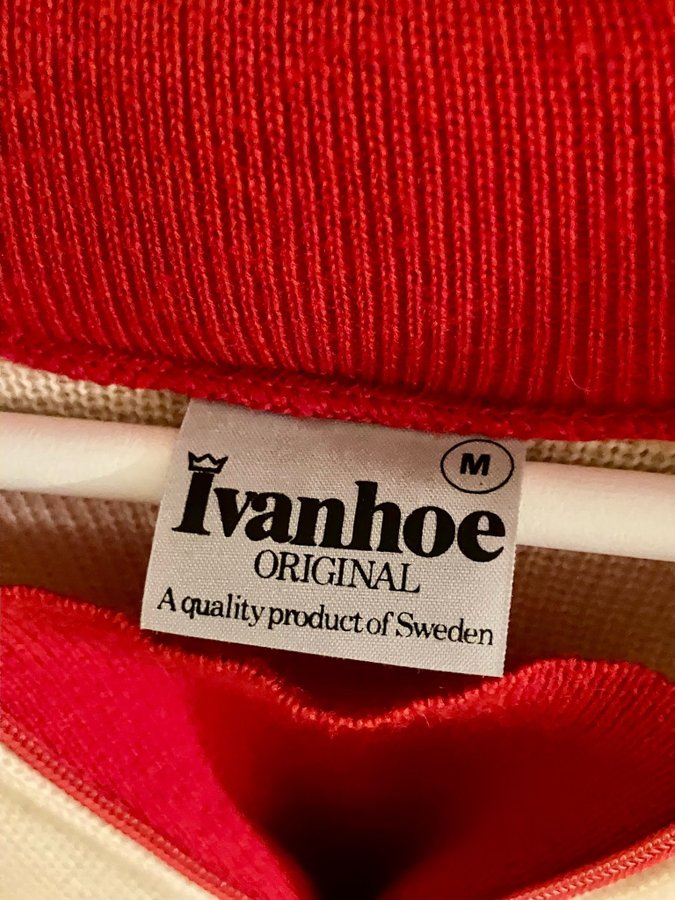 M
Ivanhoe
ORIGINAL
A quality product of Sweden